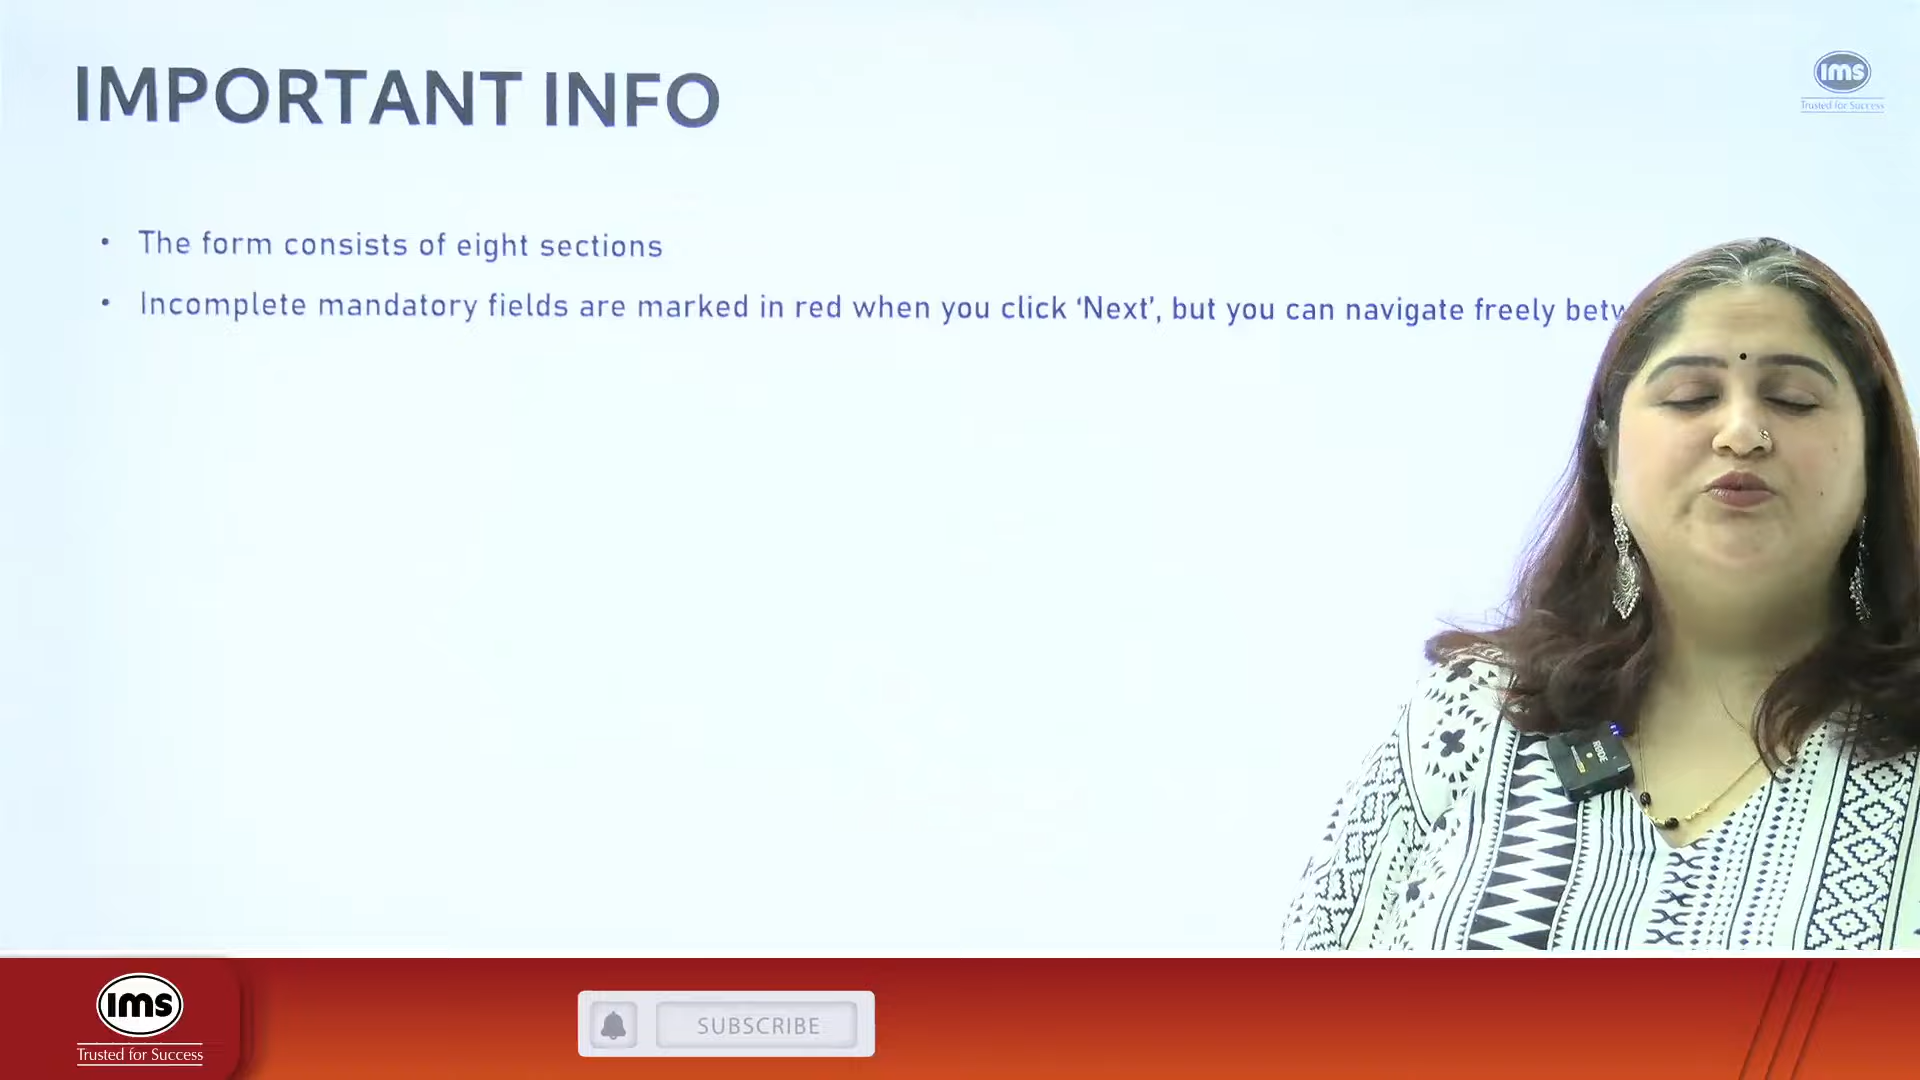 IMPORTANT INFO
ims
Trusted for Success
• The form consists of eight sections
• Incomplete mandatory fields are marked in red when you click ‘Next’, but you can navigate freely
RØDE
ims
Trusted for Success
SUBSCRIBE